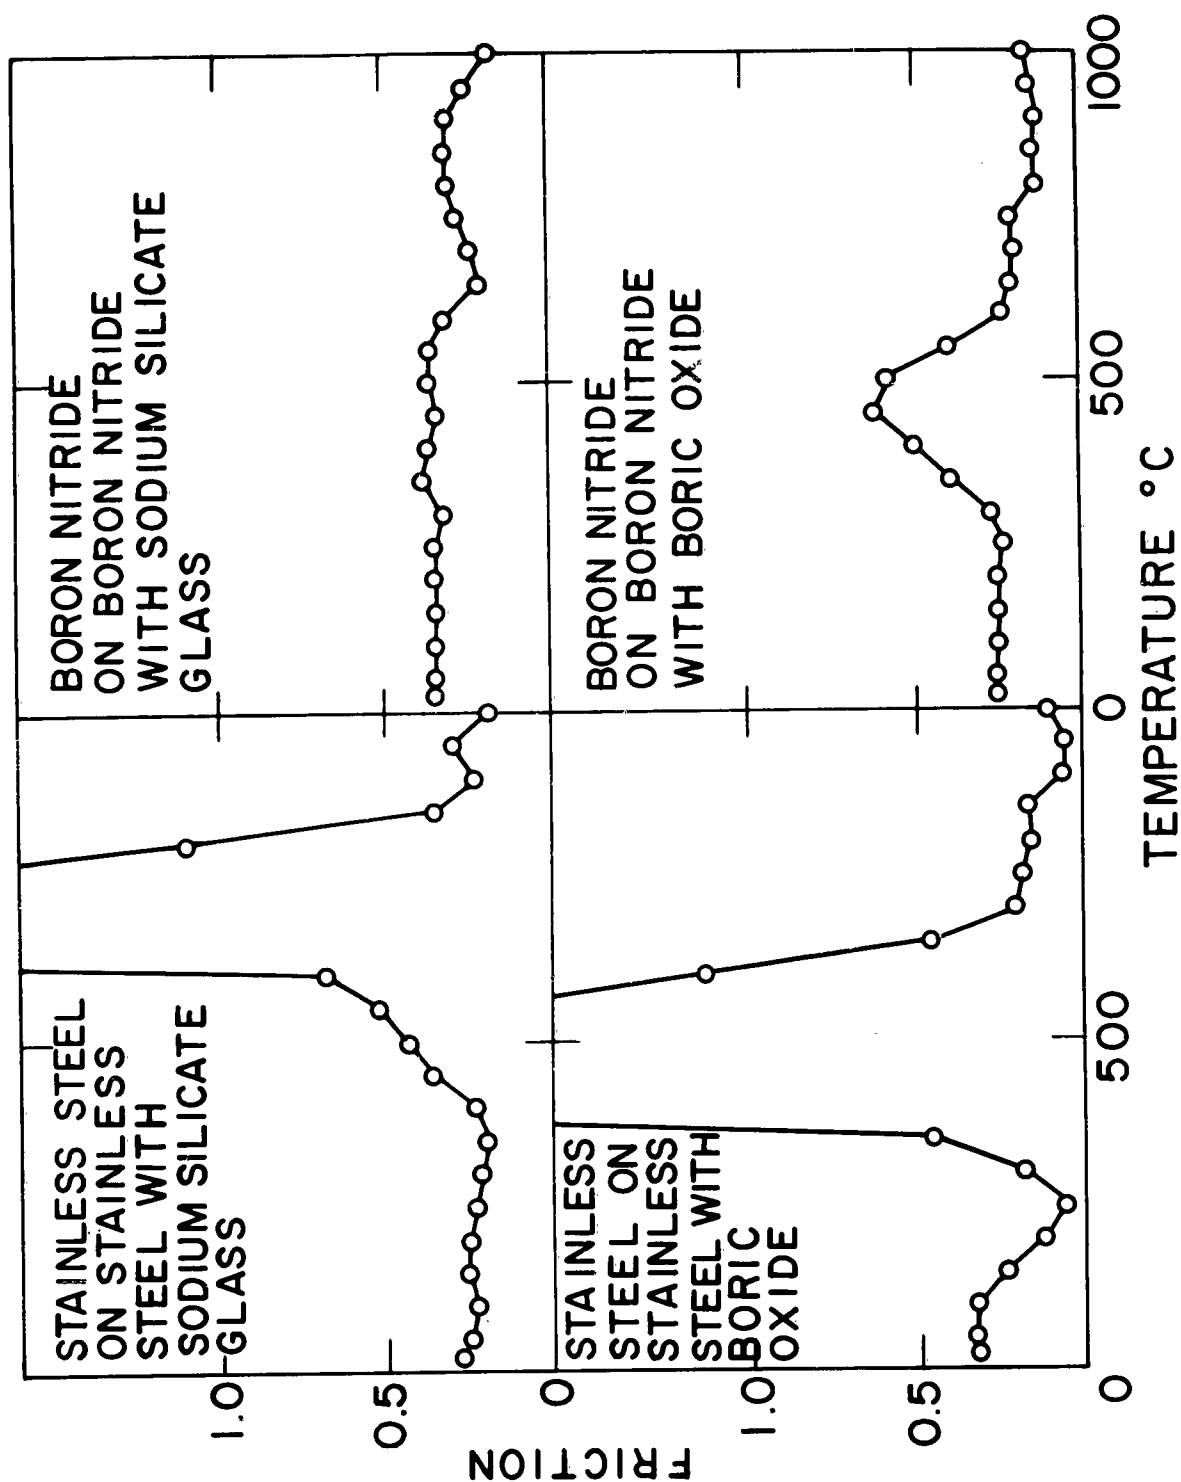 STAINLESS STEEL
ON STAINLESS
STEEL WITH
SODIUM SILICATE
GLASS
BORON NITRIDE
ON BORON NITRIDE
WITH SODIUM SILICATE
GLASS
STAINLESS
STEEL ON
STAINLESS
STEEL WITH
BORIC
OXIDE
BORON NITRIDE
ON BORON NITRIDE
WITH BORIC OXIDE
FRICTION
1.0
0.5
0
1.0
0.5
0
500
0
500
1000
TEMPERATURE °C